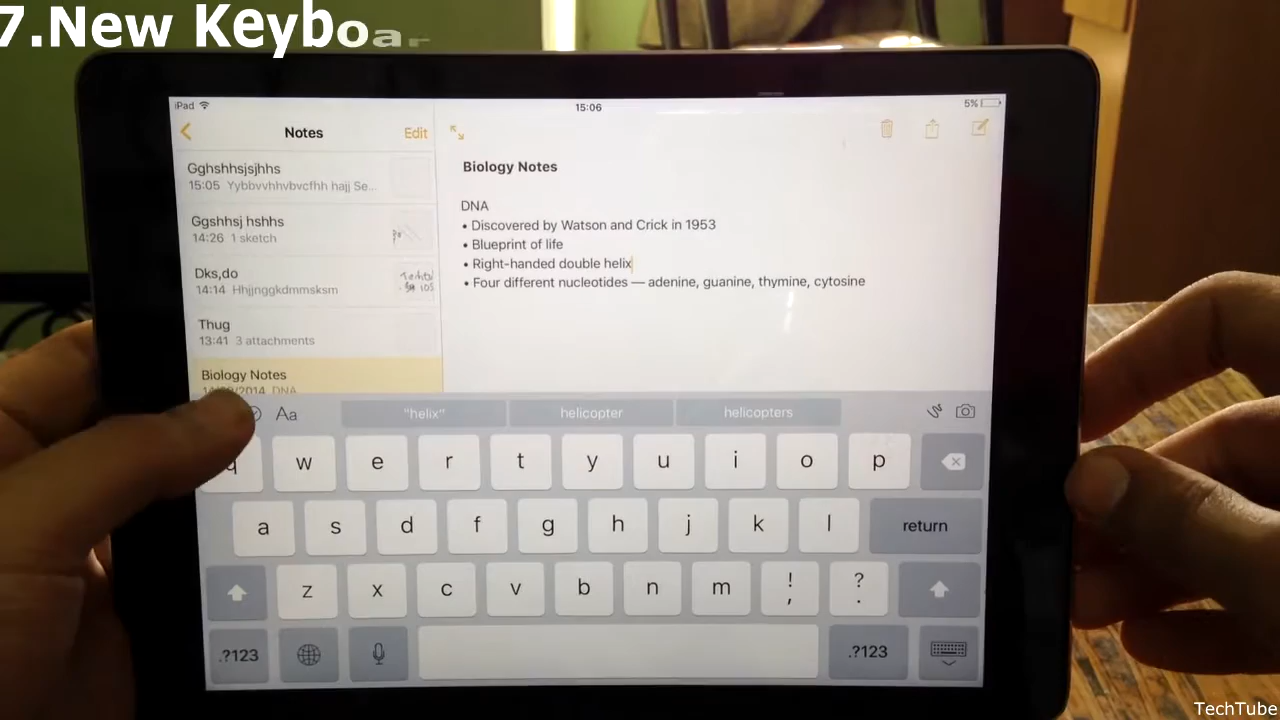 7.New Keyboar
iPad
15:06
5%
Notes
Edit
Gghshhsjsjhhs
15:05 Yybbvvhhvbvcfhh hajj Se...
Ggshhsj hshhs
14:26 1 sketch
Dks,do
14:14 Hhjjnggkdmmsksm
Thug
13:41 3 attachments
Biology Notes
DNA
Biology Notes
DNA
• Discovered by Watson and Crick in 1953
• Blueprint of life
• Right-handed double helix
• Four different nucleotides — adenine, guanine, thymine, cytosine
Aa
"helix"
helicopter
helicopters
q w e r t y u i o p
a s d f g h j k l return
z x c v b n m ! , ? .
.?123
.?123
TechTube